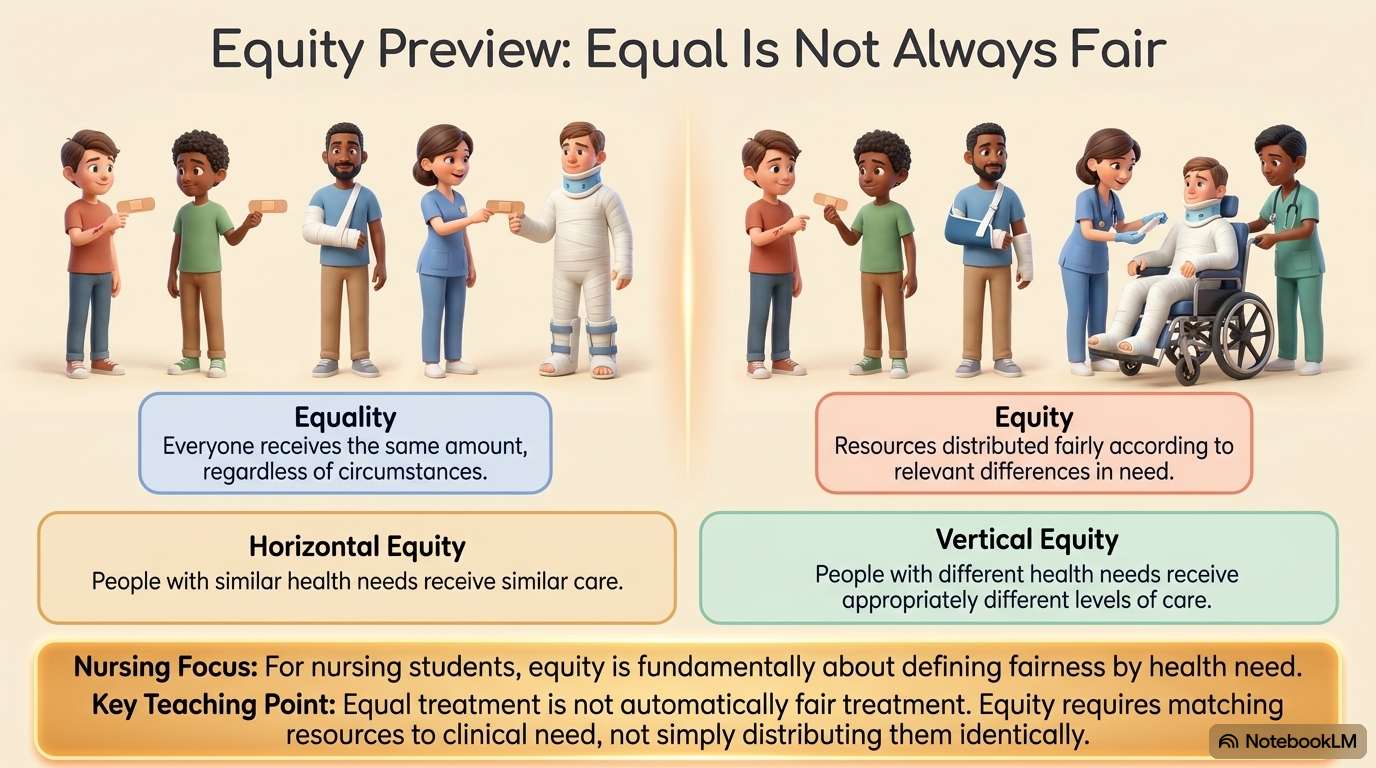 Equity Preview: Equal Is Not Always Fair
Equality
Everyone receives the same amount,
regardless of circumstances.
Equity
Resources distributed fairly according to
relevant differences in need.
Horizontal Equity
People with similar health needs receive similar care.
Vertical Equity
People with different health needs receive
appropriately different levels of care.
Nursing Focus: For nursing students, equity is fundamentally about defining fairness by health need.
Key Teaching Point: Equal treatment is not automatically fair treatment. Equity requires matching
resources to clinical need, not simply distributing them identically.
NotebookLM